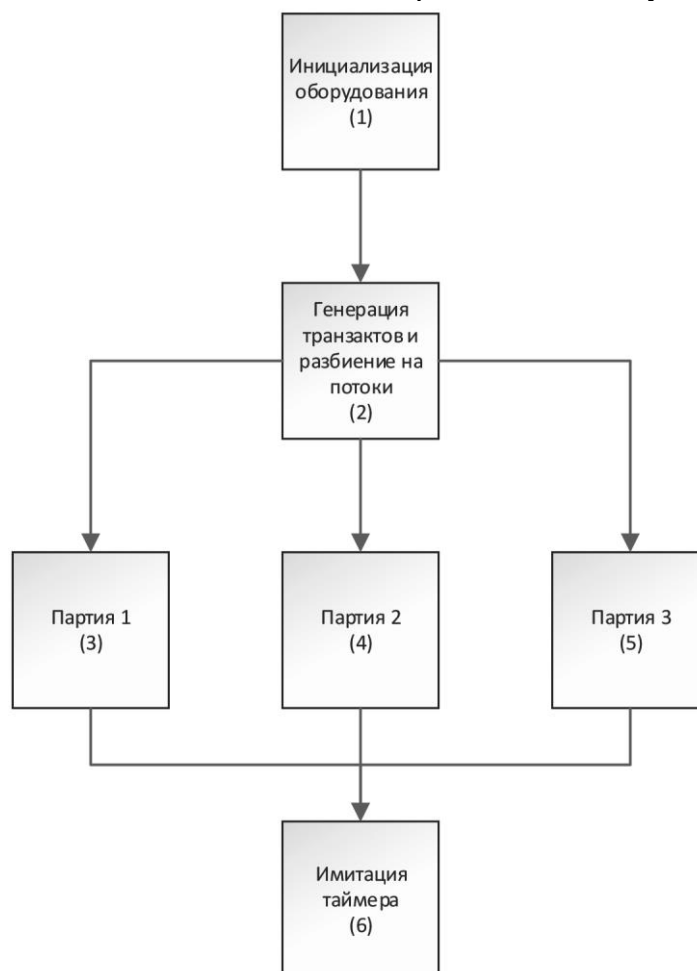 Инициализация
оборудования
(1)
Генерация
транзактов и
разбиение на
потоки
(2)
Партия 1
(3)
Партия 2
(4)
Партия 3
(5)
Имитация
таймера
(6)